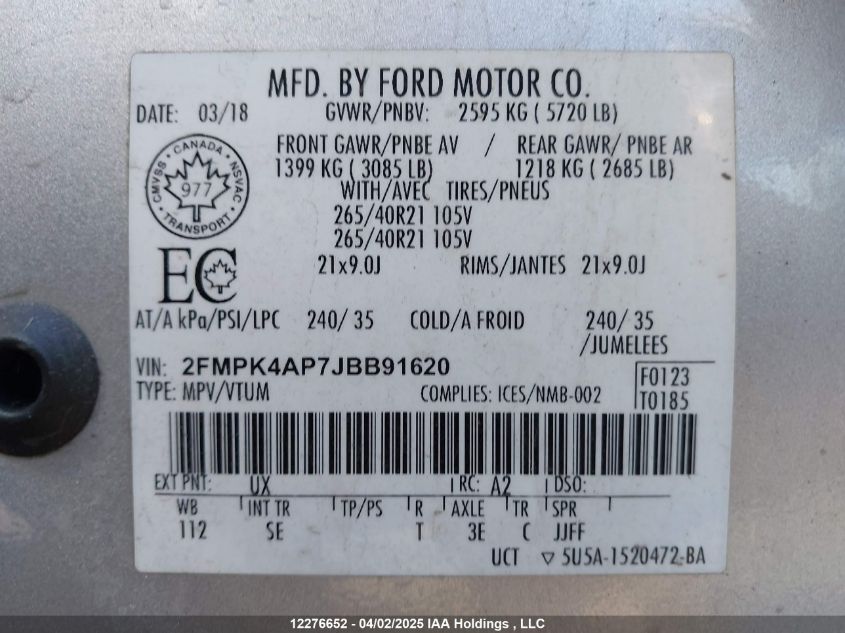 MFD. BY FORD MOTOR CO.
DATE: 03/18 GVWR/PNBV: 2595 KG ( 5720 LB)
FRONT GAWR/PNBE AV / REAR GAWR/ PNBE AR
1399 KG ( 3085 LB) 1218 KG ( 2685 LB)
WITH/AVEC TIRES/PNEUS
265/40R21 105V
265/40R21 105V
21x9.0J RIMS/JANTES 21x9.0J
CANADA
CMVSS NSVAC
977
TRANSPORT
EC
AT/A kPa/PSI/LPC 240/ 35 COLD/A FROID 240/ 35
/JUMELEES
VIN: 2FMPK4AP7JBB91620
TYPE: MPV/VTUM COMPLIES: ICES/NMB-002
F0123
T0185
EXT PNT: UX RC: A2 DSO:
WB INT TR TP/PS R AXLE TR SPR
112 SE T 3E C JJFF
UCT ▽ 5U5A-1520472-BA
12276652 - 04/02/2025 IAA Holdings , LLC